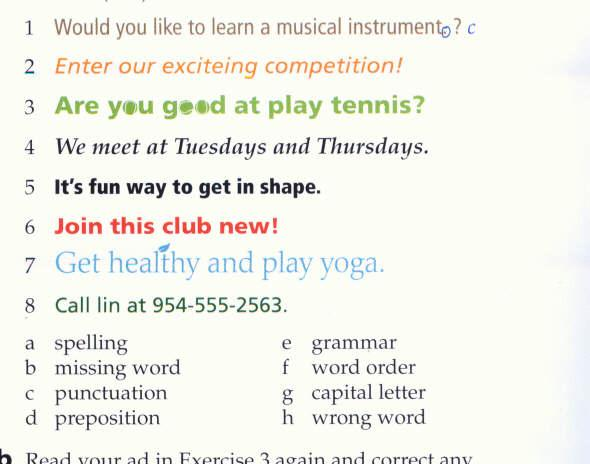 1 Would you like to learn a musical instrument? c
2 Enter our exciteing competition!
3 Are you good at play tennis?
4 We meet at Tuesdays and Thursdays.
5 It's fun way to get in shape.
6 Join this club new!
7 Get healthy and play yoga.
8 Call lin at 954-555-2563.
a spelling
b missing word
c punctuation
d preposition
e grammar
f word order
g capital letter
h wrong word
b Read your ad in Exercise 3 again and correct any